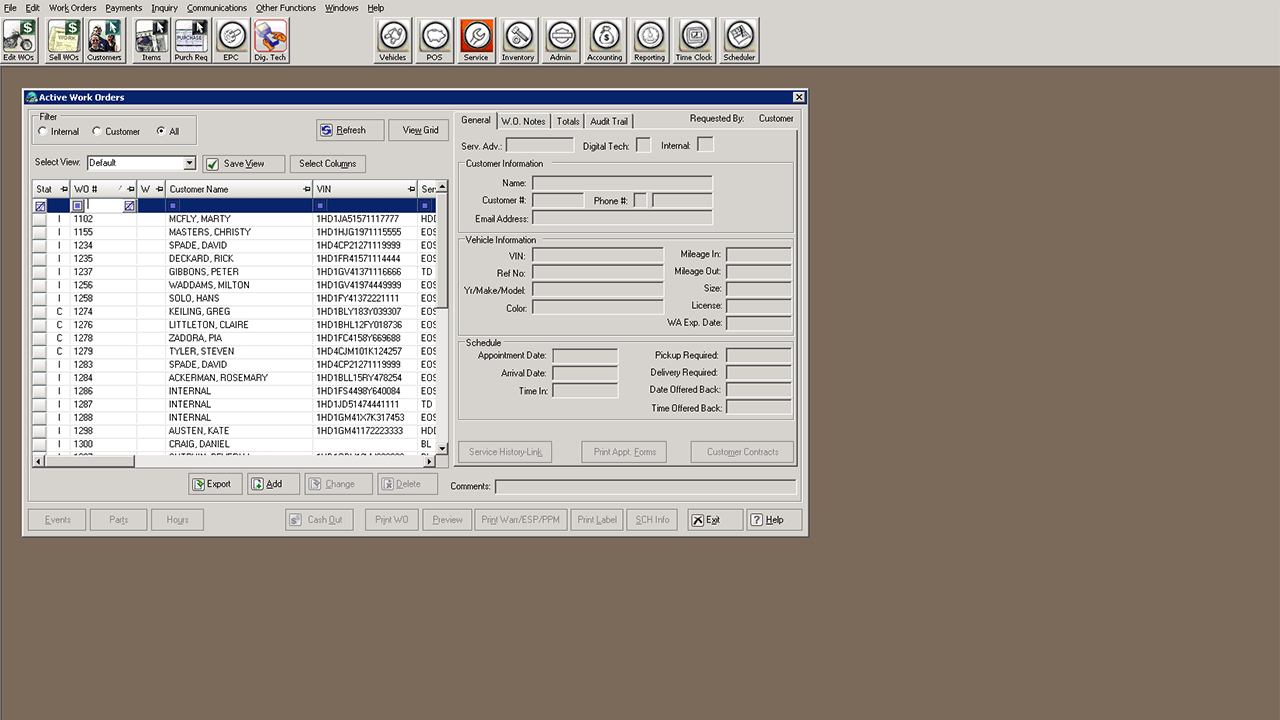 File Edit Work Orders Payments Inquiry Communications Other Functions Windows Help
Edit WOs Sell WOs Customers Items Purch Req EPC Dig. Tech Vehicles POS Service Inventory Admin Accounting Reporting Time Clock Scheduler
Active Work Orders
Filter
Internal Customer All
Refresh View Grid
Select View: Default Save View Select Columns
Stat WO # W Customer Name VIN Ser
I 1102 MCFLY, MARTY 1HD1JA51571117777 HDD
I 1155 MASTERS, CHRISTY 1HD1HJG1971115555 EOS
I 1234 SPADE, DAVID 1HD4CP21271119999 EOS
I 1235 DECKARD, RICK 1HD1FR41571114444 EOS
I 1237 GIBBONS, PETER 1HD1GV41371116666 TD
I 1256 WADDAMS, MILTON 1HD1GV41974449999 EOS
I 1258 SOLO, HANS 1HD1FY41372221111 EOS
C 1274 KEILING, GREG 1HD1BLY183Y039307 EOS
C 1276 LITTLETON, CLAIRE 1HD1BHL12FY018736 EOS
C 1278 ZADORA, PIA 1HD1FC4158Y669688 EOS
C 1279 TYLER, STEVEN 1HD4CJM101K124257 EOS
I 1283 SPADE, DAVID 1HD4CP21271119999 EOS
I 1284 ACKERMAN, ROSEMARY 1HD1BLL15RY478254 EOS
I 1286 INTERNAL 1HD1FS4498Y640084 EOS
I 1287 INTERNAL 1HD1JD51474441111 TD
I 1288 INTERNAL 1HD1GM41X7K317453 EOS
I 1298 AUSTEN, KATE 1HD1GM41172223333 HDD
I 1300 CRAIG, DANIEL BL
Export Add Change Delete
General W.O. Notes Totals Audit Trail Requested By: Customer
Serv. Adv.: Digital Tech: Internal:
Customer Information
Name:
Customer #: Phone #:
Email Address:
Vehicle Information
VIN: Mileage In:
Ref No: Mileage Out:
Yr/Make/Model: Size:
Color: License:
WA Exp. Date:
Schedule
Appointment Date: Pickup Required:
Arrival Date: Delivery Required:
Time In: Date Offered Back:
Time Offered Back:
Service History-Link Print Appt. Forms Customer Contracts
Comments:
Events Parts Hours Cash Out Print WO Preview Print Warr/ESP/PPM Print Label SCH Info Exit Help